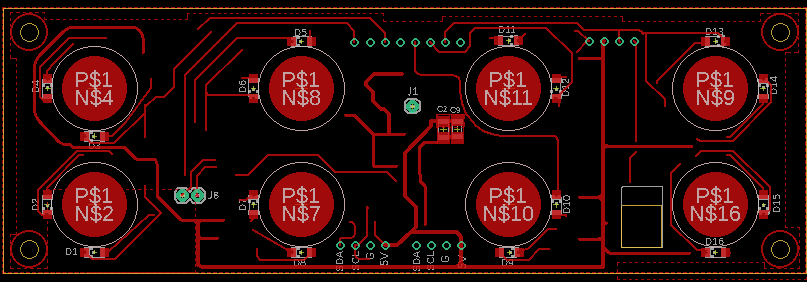 D5
D11
D13
P$1
N$4
P$1
N$8
P$1
N$11
P$1
N$9
D4
D6
D12
D14
J1
C2
C9
D3
P$1
N$2
P$1
N$7
P$1
N$10
P$1
N$16
J8
D2
D7
D10
D15
D1
D8
D9
D16
SDA
SCL
G
5V
SDA
SCL
G
5V